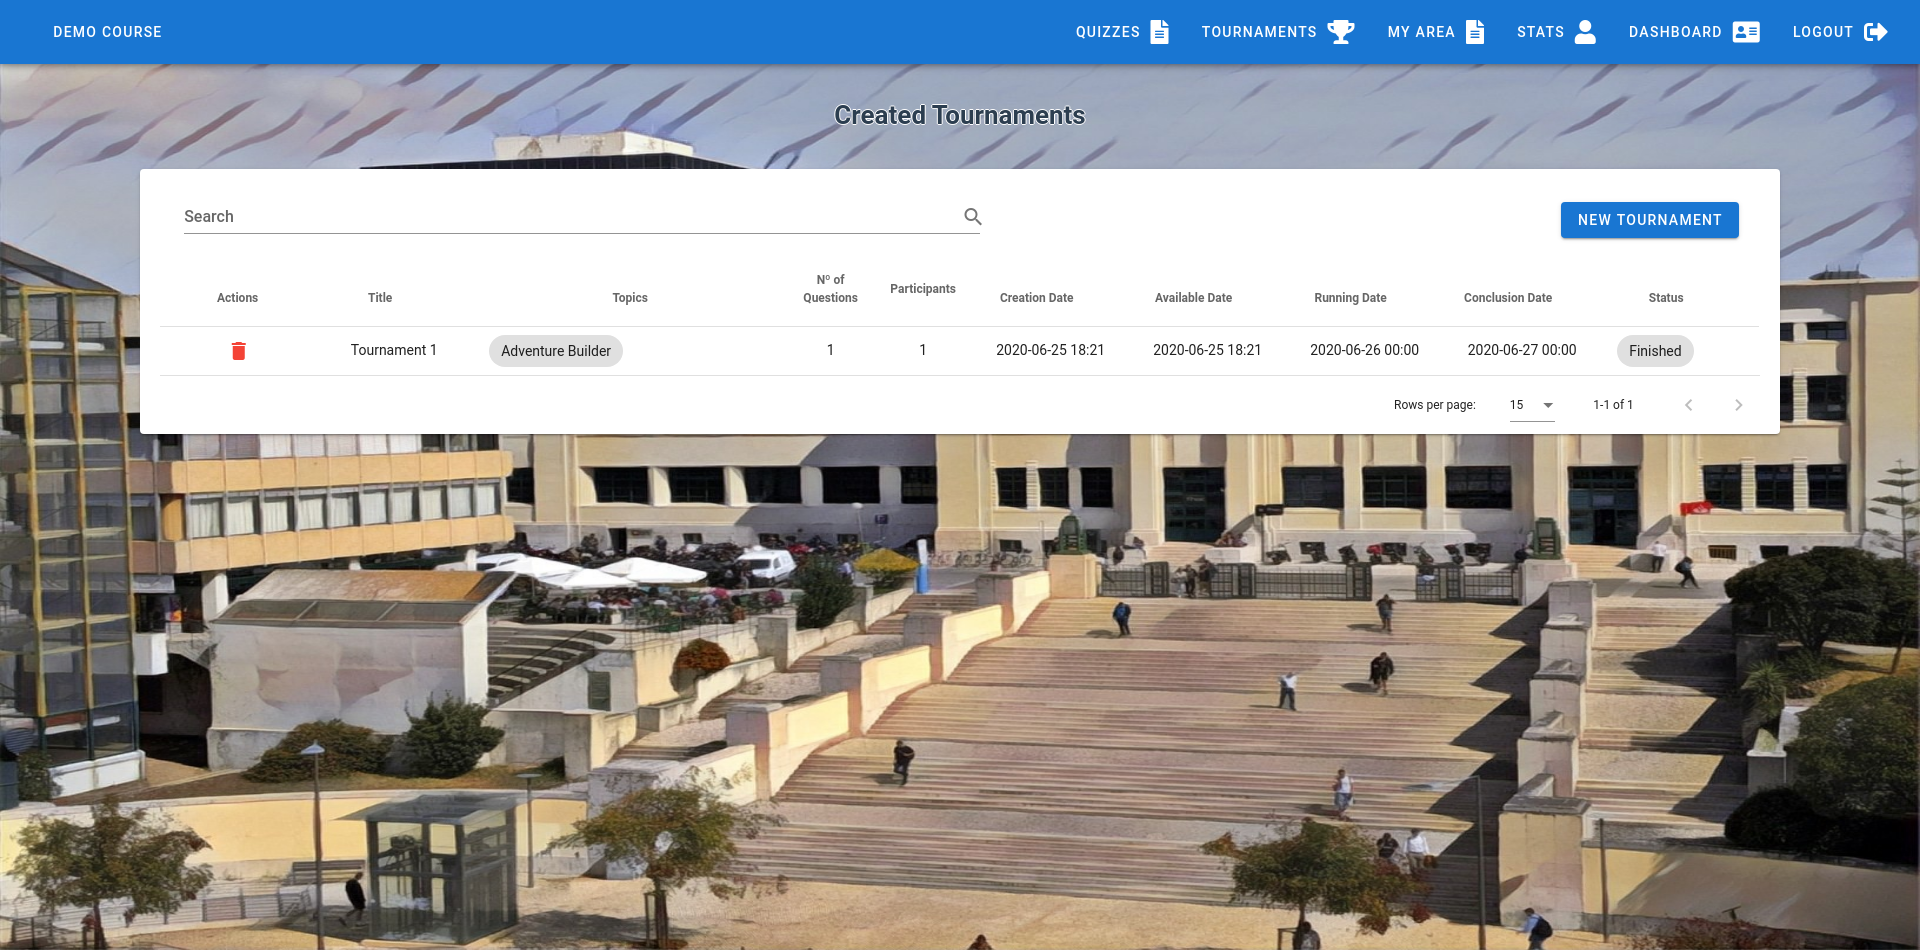 DEMO COURSE
QUIZZES
TOURNAMENTS
MY AREA
STATS
DASHBOARD
LOGOUT
Created Tournaments
Search
NEW TOURNAMENT
Actions
Title
Topics
Nº of
Questions
Participants
Creation Date
Available Date
Running Date
Conclusion Date
Status
Tournament 1
Adventure Builder
1
1
2020-06-25 18:21
2020-06-25 18:21
2020-06-26 00:00
2020-06-27 00:00
Finished
Rows per page:
15
1-1 of 1